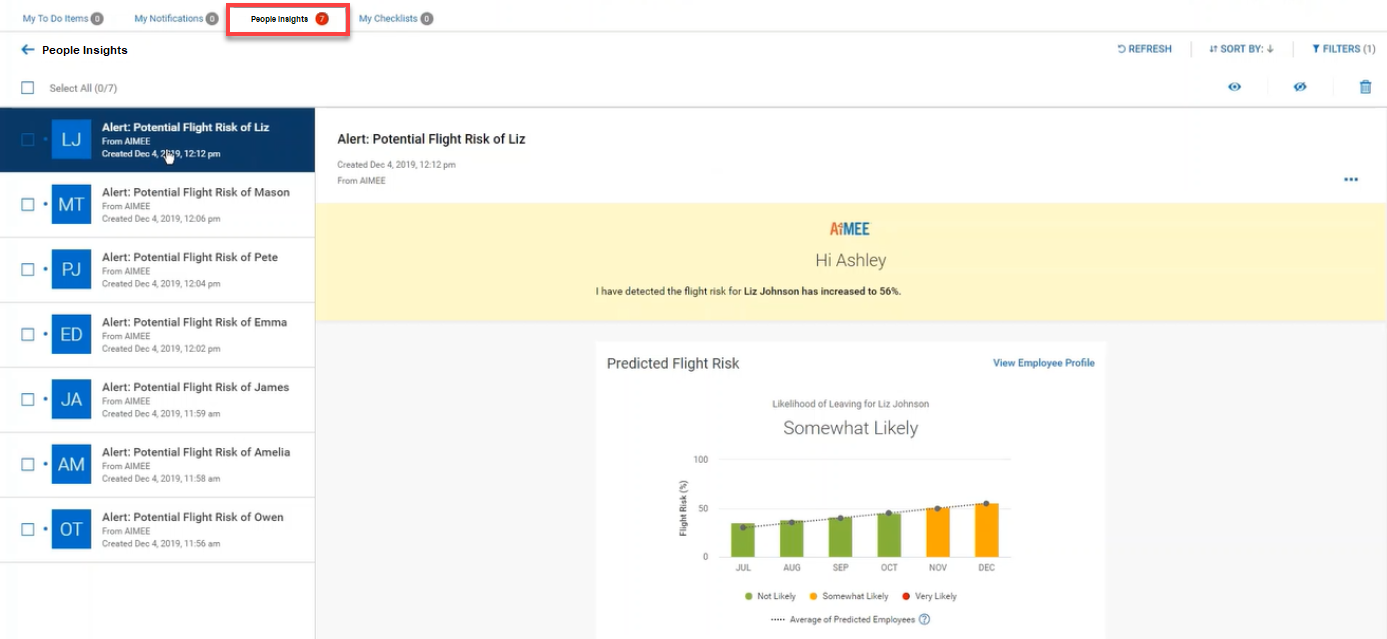 My To Do Items 0
My Notifications 0
People Insights 7
My Checklists 0
People Insights
REFRESH
SORT BY:
FILTERS (1)
Select All (0/7)
LJ
Alert: Potential Flight Risk of Liz
From AIMEE
Created Dec 4, 2019, 12:12 pm
MT
Alert: Potential Flight Risk of Mason
From AIMEE
Created Dec 4, 2019, 12:06 pm
PJ
Alert: Potential Flight Risk of Pete
From AIMEE
Created Dec 4, 2019, 12:04 pm
ED
Alert: Potential Flight Risk of Emma
From AIMEE
Created Dec 4, 2019, 12:02 pm
JA
Alert: Potential Flight Risk of James
From AIMEE
Created Dec 4, 2019, 11:59 am
AM
Alert: Potential Flight Risk of Amelia
From AIMEE
Created Dec 4, 2019, 11:58 am
OT
Alert: Potential Flight Risk of Owen
From AIMEE
Created Dec 4, 2019, 11:56 am
Alert: Potential Flight Risk of Liz
Created Dec 4, 2019, 12:12 pm
From AIMEE
AiMEE
Hi Ashley
I have detected the flight risk for Liz Johnson has increased to 56%.
Predicted Flight Risk
View Employee Profile
Likelihood of Leaving for Liz Johnson
Somewhat Likely
Flight Risk (%)
100
50
0
JUL AUG SEP OCT NOV DEC
Not Likely Somewhat Likely Very Likely
Average of Predicted Employees ?